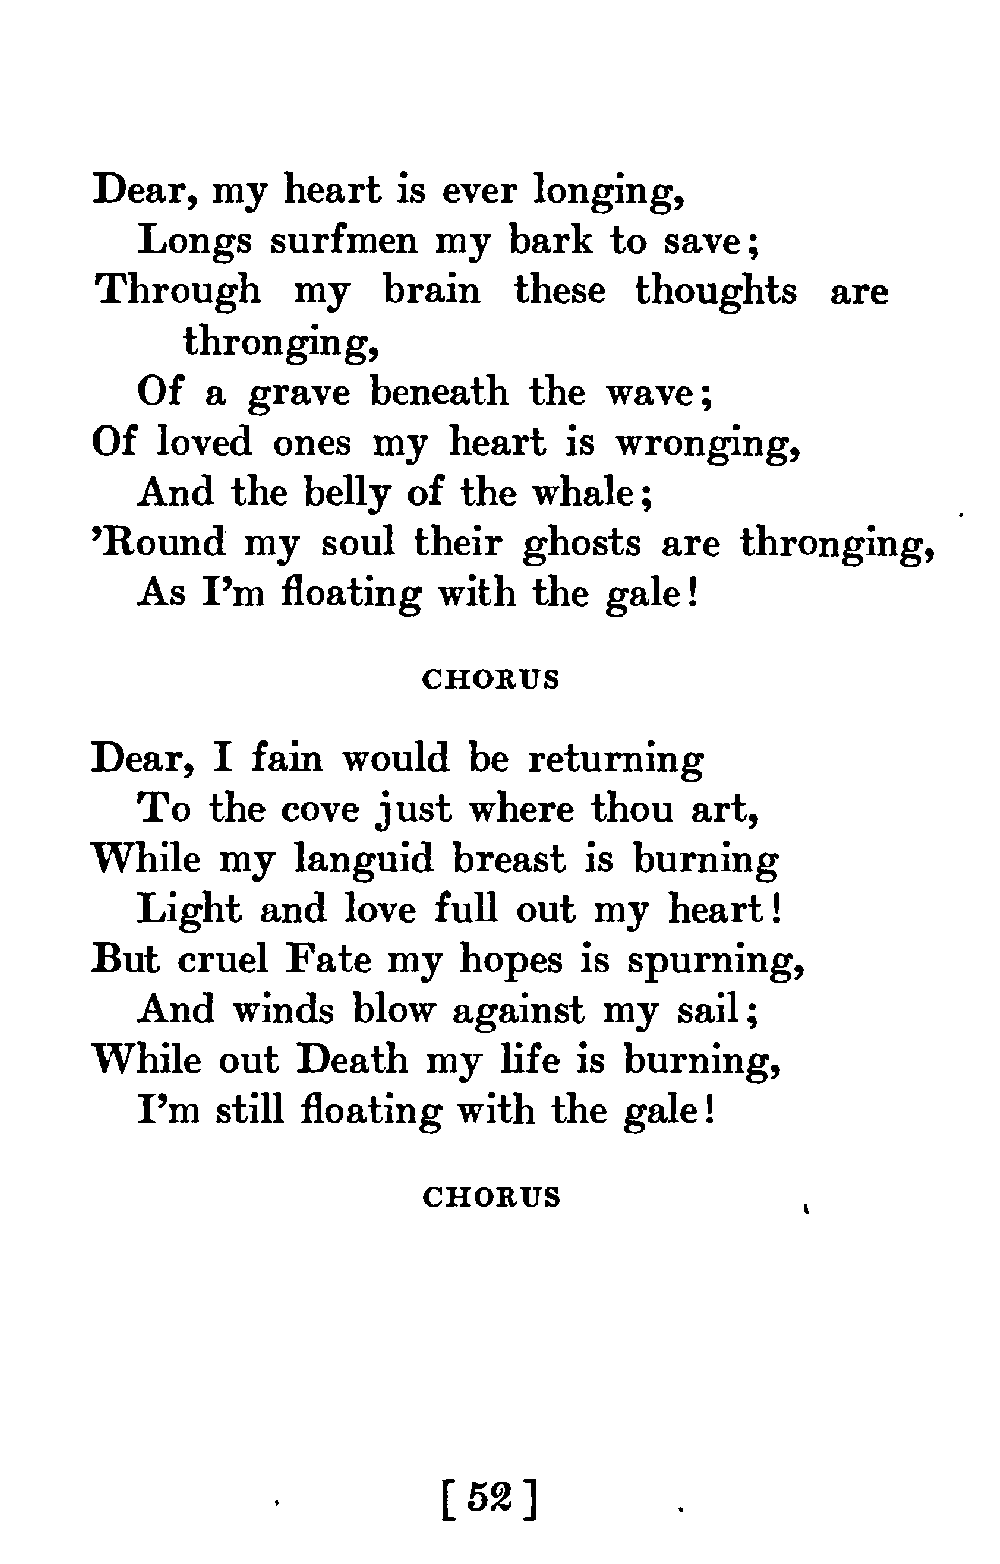 Dear, my heart is ever longing,
Longs surfmen my bark to save;
Through my brain these thoughts are
thronging,
Of a grave beneath the wave;
Of loved ones my heart is wronging,
And the belly of the whale;
’Round my soul their ghosts are thronging,
As I’m floating with the gale!
CHORUS
Dear, I fain would be returning
To the cove just where thou art,
While my languid breast is burning
Light and love full out my heart!
But cruel Fate my hopes is spurning,
And winds blow against my sail;
While out Death my life is burning,
I’m still floating with the gale!
CHORUS
[52]